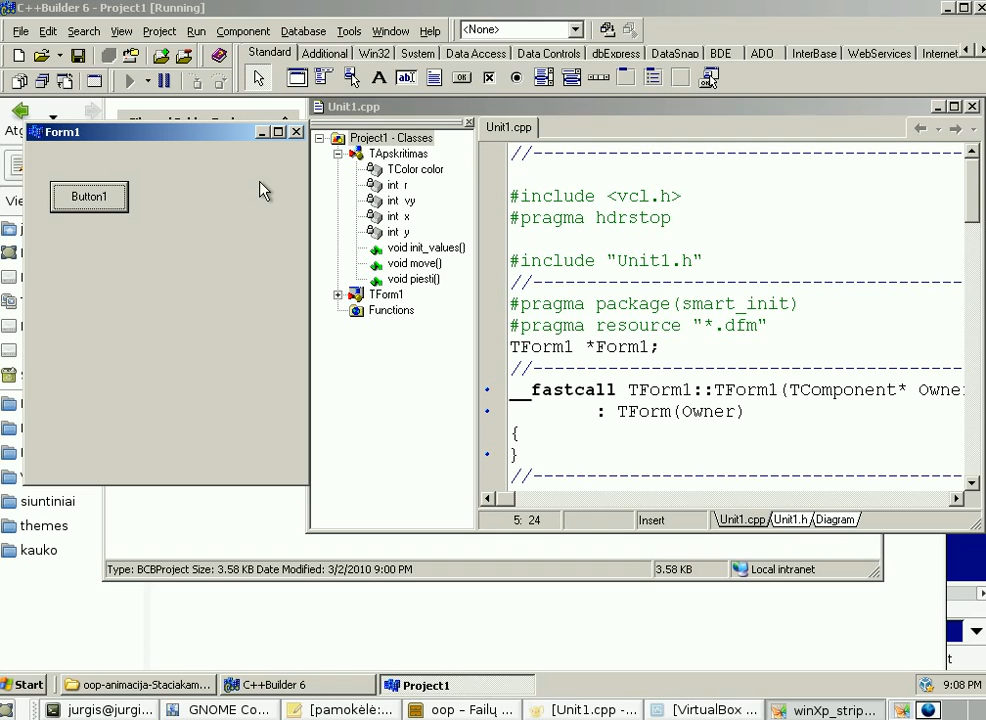 C++Builder 6 - Project1 [Running]
File Edit Search View Project Run Component Database Tools Window Help
<None>
Standard Additional Win32 System Data Access Data Controls dbExpress DataSnap BDE ADO InterBase WebServices Internet
Unit1.cpp
Atg
Form1
Button1
Vie
Project1 - Classes
TApskritimas
TColor color
int r
int vy
int x
int y
void init_values()
void move()
void piesti()
TForm1
Functions
Unit1.cpp
//------------------------------------
#include <vcl.h>
#pragma hdrstop
#include "Unit1.h"
//------------------------------------
#pragma package(smart_init)
#pragma resource "*.dfm"
TForm1 *Form1;
//------------------------------------
__fastcall TForm1::TForm1(TComponent* Owne
: TForm(Owner)
{
}
//------------------------------------
5: 24 Insert Unit1.cpp Unit1.h Diagram
siuntiniai
themes
kauko
Type: BCBProject Size: 3.58 KB Date Modified: 3/2/2010 9:00 PM 3.58 KB Local intranet
Start oop-animacija-Staciakam... C++Builder 6 Project1 9:08 PM
jurgis@jurgi... GNOME Co... [pamokėlė:... oop – Failų ... [Unit1.cpp -... [VirtualBox ... winXp_strip...